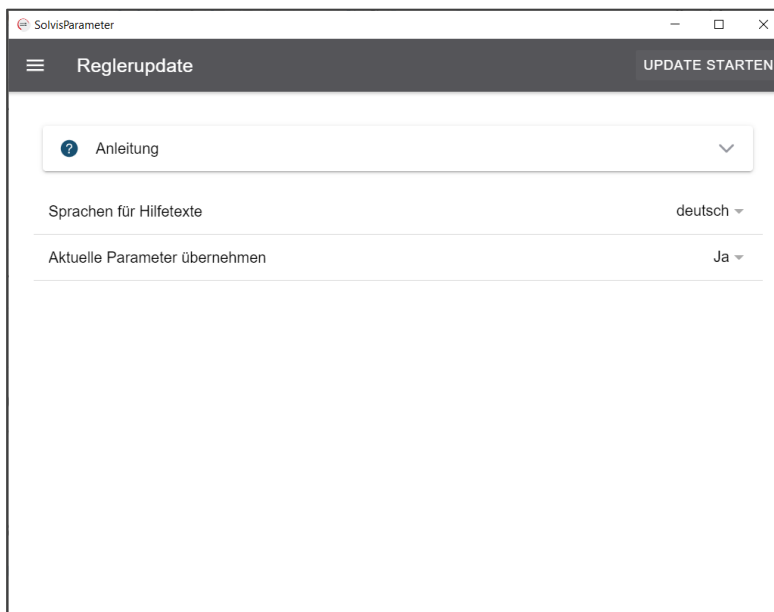 SolvisParameter
Reglerupdate
UPDATE STARTEN
Anleitung
Sprachen für Hilfetexte
deutsch
Aktuelle Parameter übernehmen
Ja